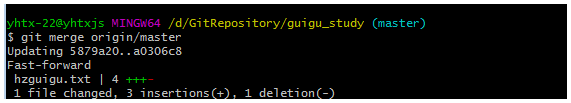 yhtx-22@yhtxjs MINGW64 /d/GitRepository/guigu_study (master)
$ git merge origin/master
Updating 5879a20..a0306c8
Fast-forward
 hzguigu.txt | 4 +++-
 1 file changed, 3 insertions(+), 1 deletion(-)